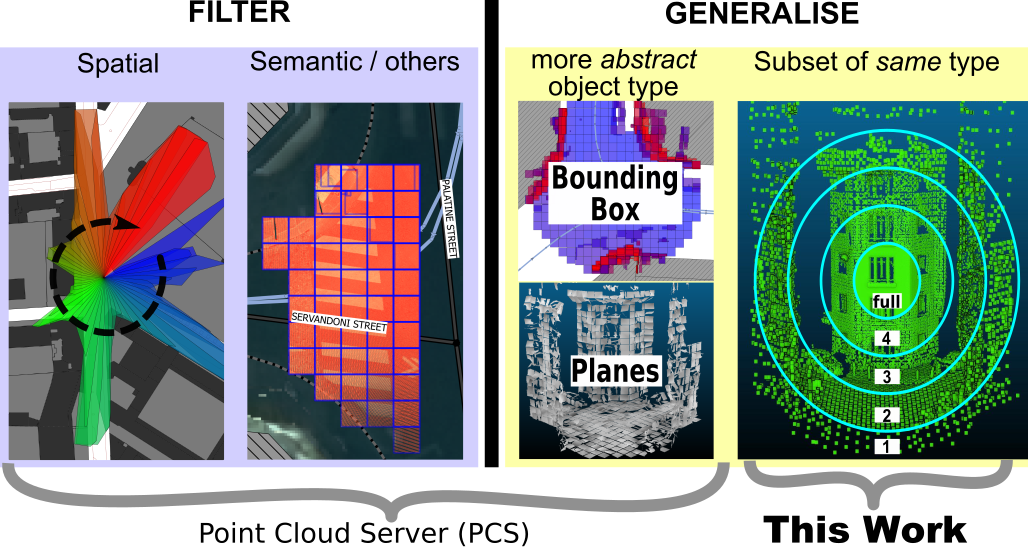 FILTER
GENERALISE
Spatial
Semantic / others
more abstract
object type
Subset of same type
PALATINE STREET
SERVANDONI STREET
Bounding
Box
Planes
full
4
3
2
1
Point Cloud Server (PCS)
This Work